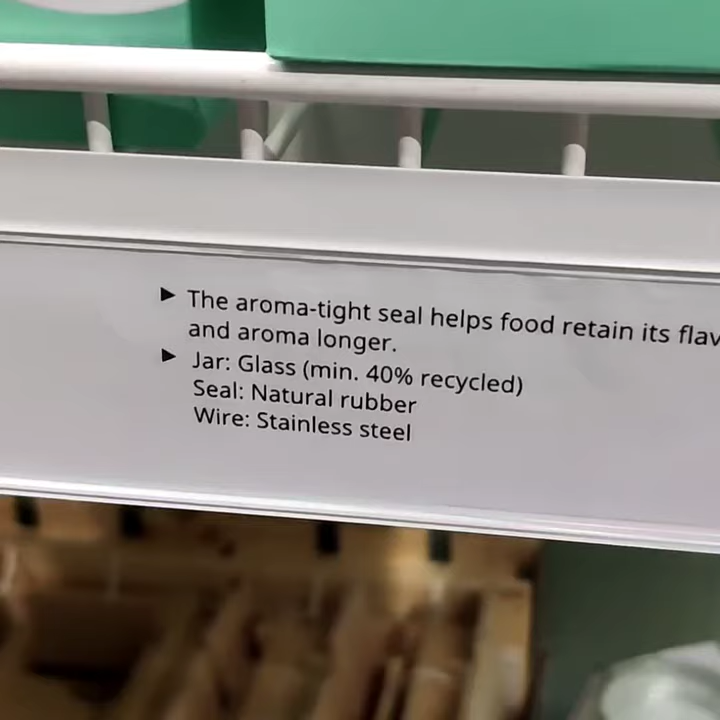 ► The aroma-tight seal helps food retain its
and aroma longer.
► Jar: Glass (min. 40% recycled)
Seal: Natural rubber
Wire: Stainless steel